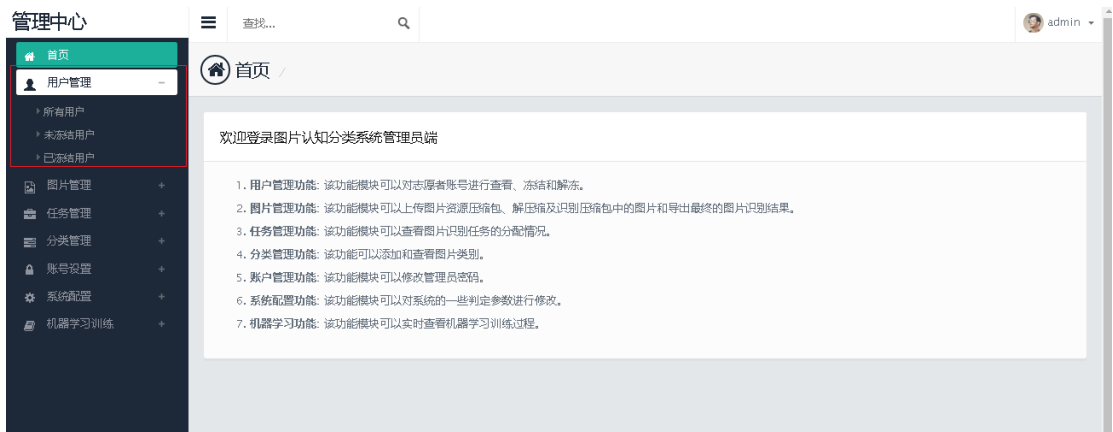 管理中心
查找...
admin
首页
用户管理
所有用户
未冻结用户
已冻结用户
图片管理
任务管理
分类管理
账号设置
系统配置
机器学习训练
首页 /
欢迎登录图片认知分类系统管理员端
1. 用户管理功能: 该功能模块可以对志愿者账号进行查看、冻结和解冻。
2. 图片管理功能: 该功能模块可以上传图片资源压缩包、解压缩及识别压缩包中的图片和导出最终的图片识别结果。
3. 任务管理功能: 该功能模块可以查看图片识别任务的分配情况。
4. 分类管理功能: 该功能可以添加和查看图片类别。
5. 账户管理功能: 该功能模块可以修改管理员密码。
6. 系统配置功能: 该功能模块可以对系统的一些判定参数进行修改。
7. 机器学习功能: 该功能模块可以实时查看机器学习训练过程。